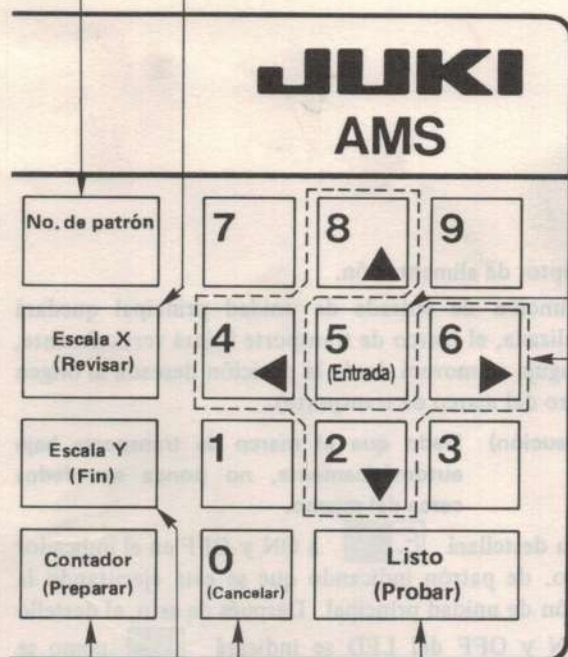 JUKI
AMS
No. de patrón
7
8
9
Escala X
(Revisar)
4
5
(Entrada)
6
Escala Y
(Fin)
1
2
3
Contador
(Preparar)
0
(Cancelar)
Listo
(Probar)